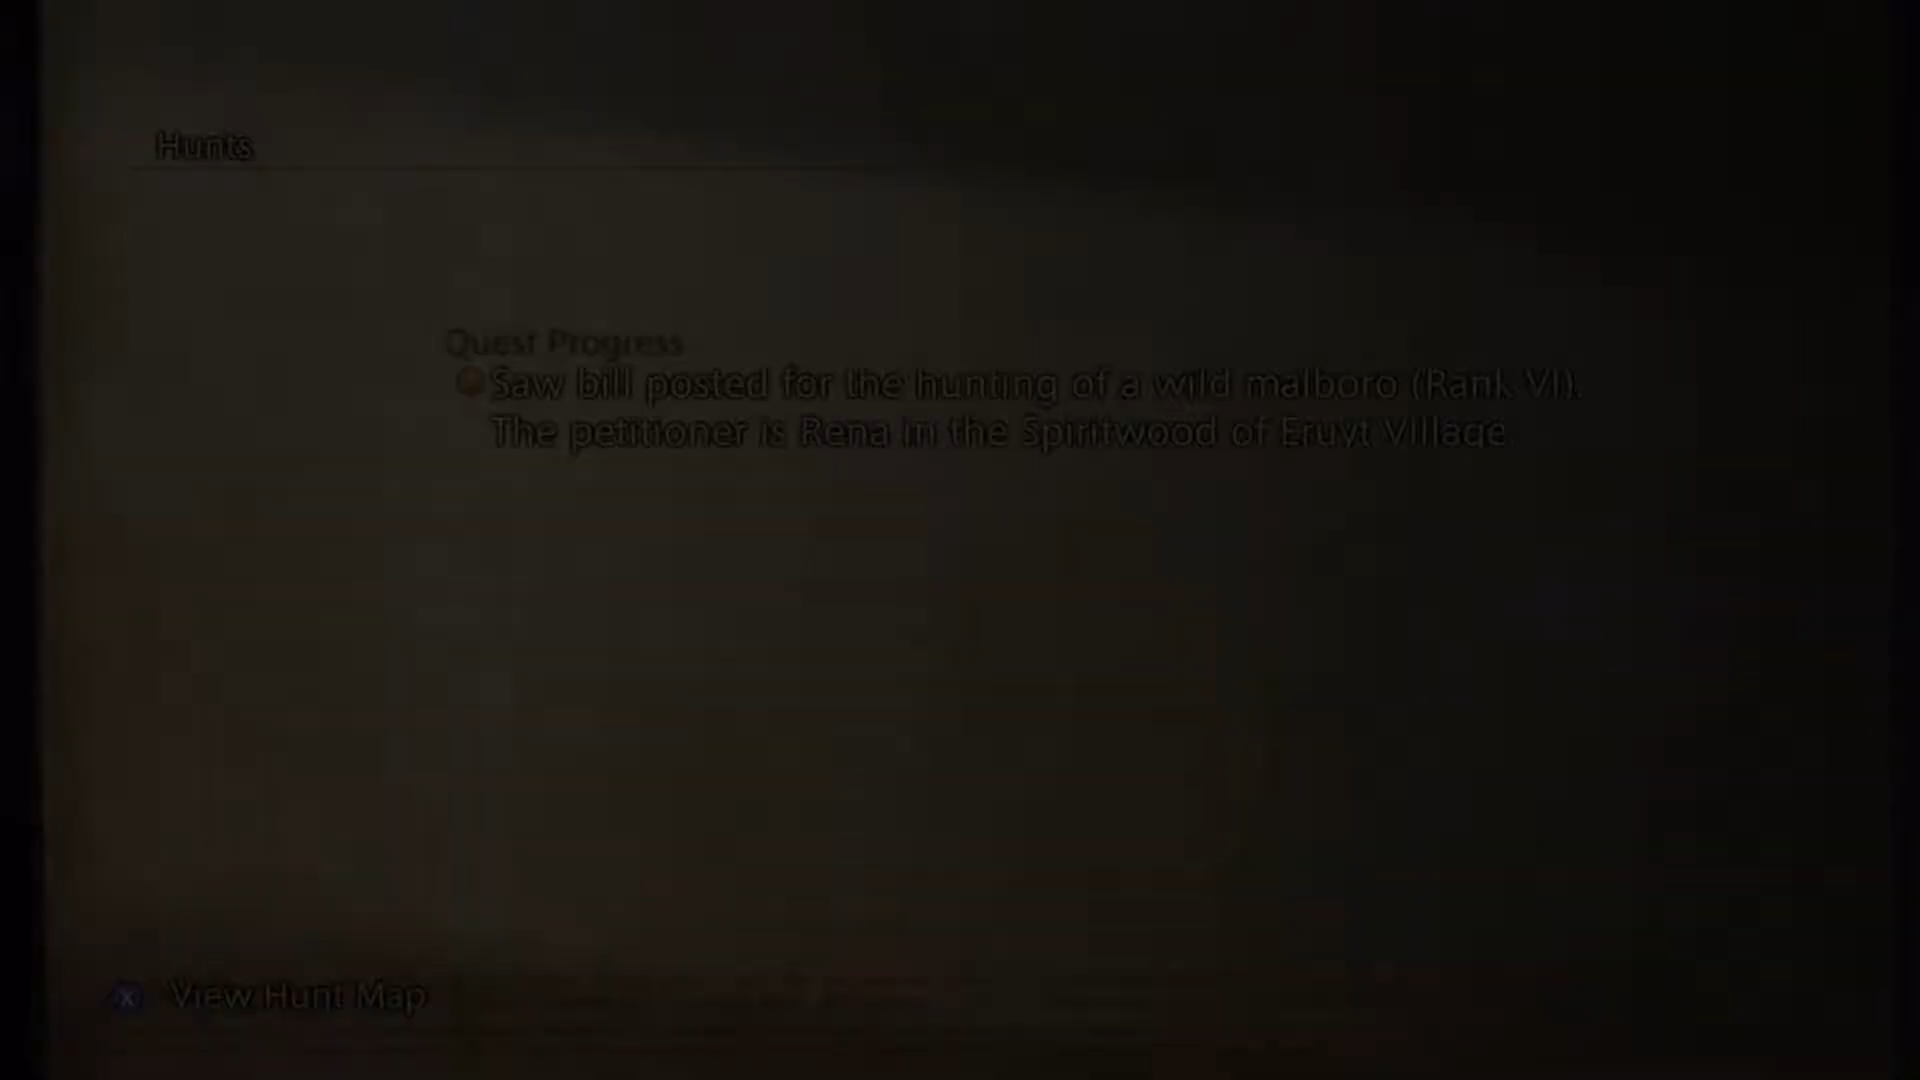 Hunts
Quest Progress
Saw bill posted for the hunting of a wild malboro (Rank VI).
The petitioner is Rena in the Spiritwood of Eruyt Village.
X View Hunt Map